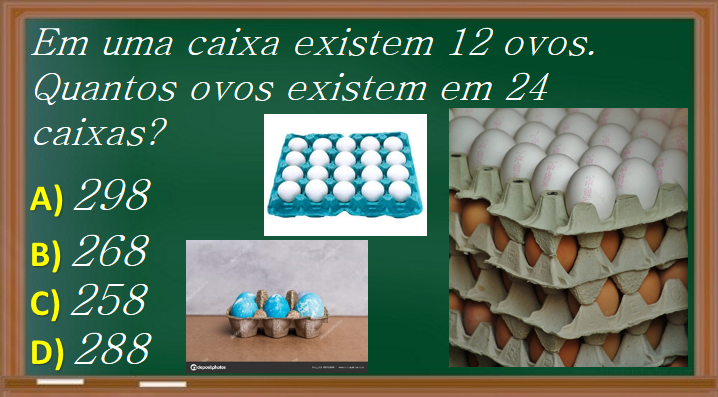 Em uma caixa existem 12 ovos.
Quantos ovos existem em 24
caixas?
A) 298
B) 268
C) 258
D) 288
depositphotos